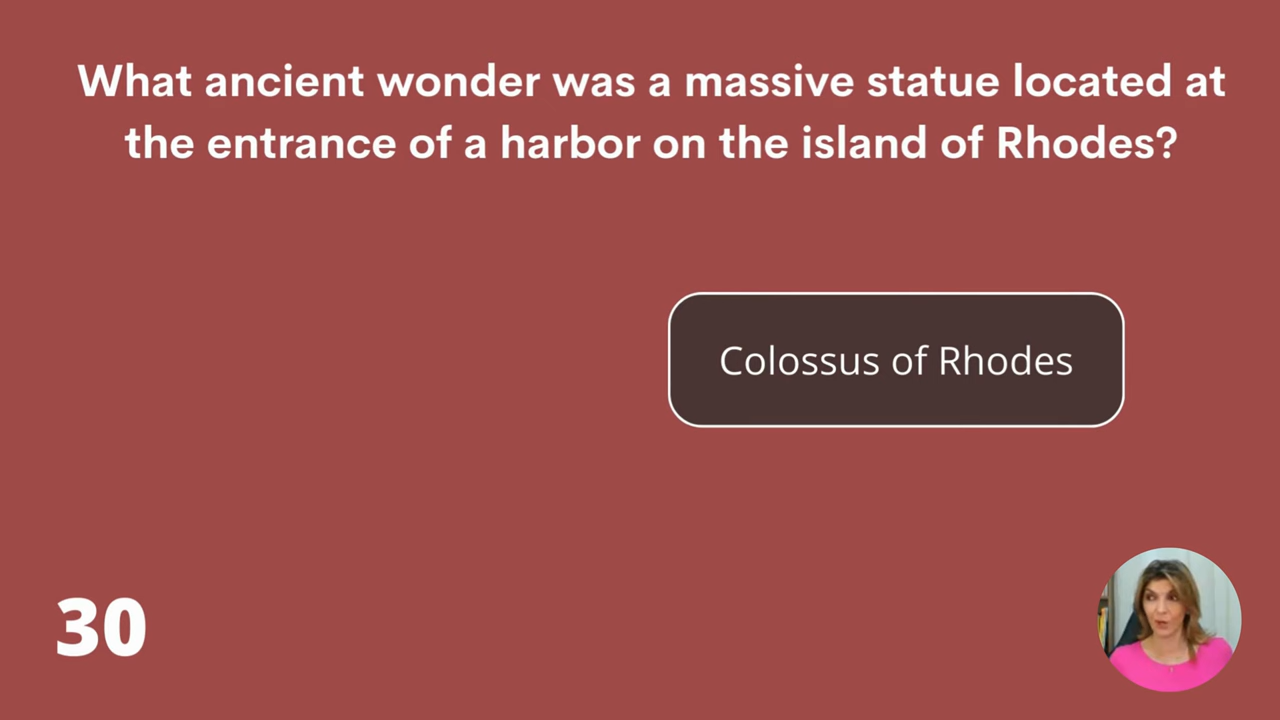 What ancient wonder was a massive statue located at
the entrance of a harbor on the island of Rhodes?
Colossus of Rhodes
30